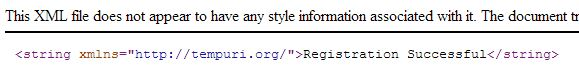 This XML file does not appear to have any style information associated with it. The document tr
<string xmlns="http://tempuri.org/">Registration Successful</string>